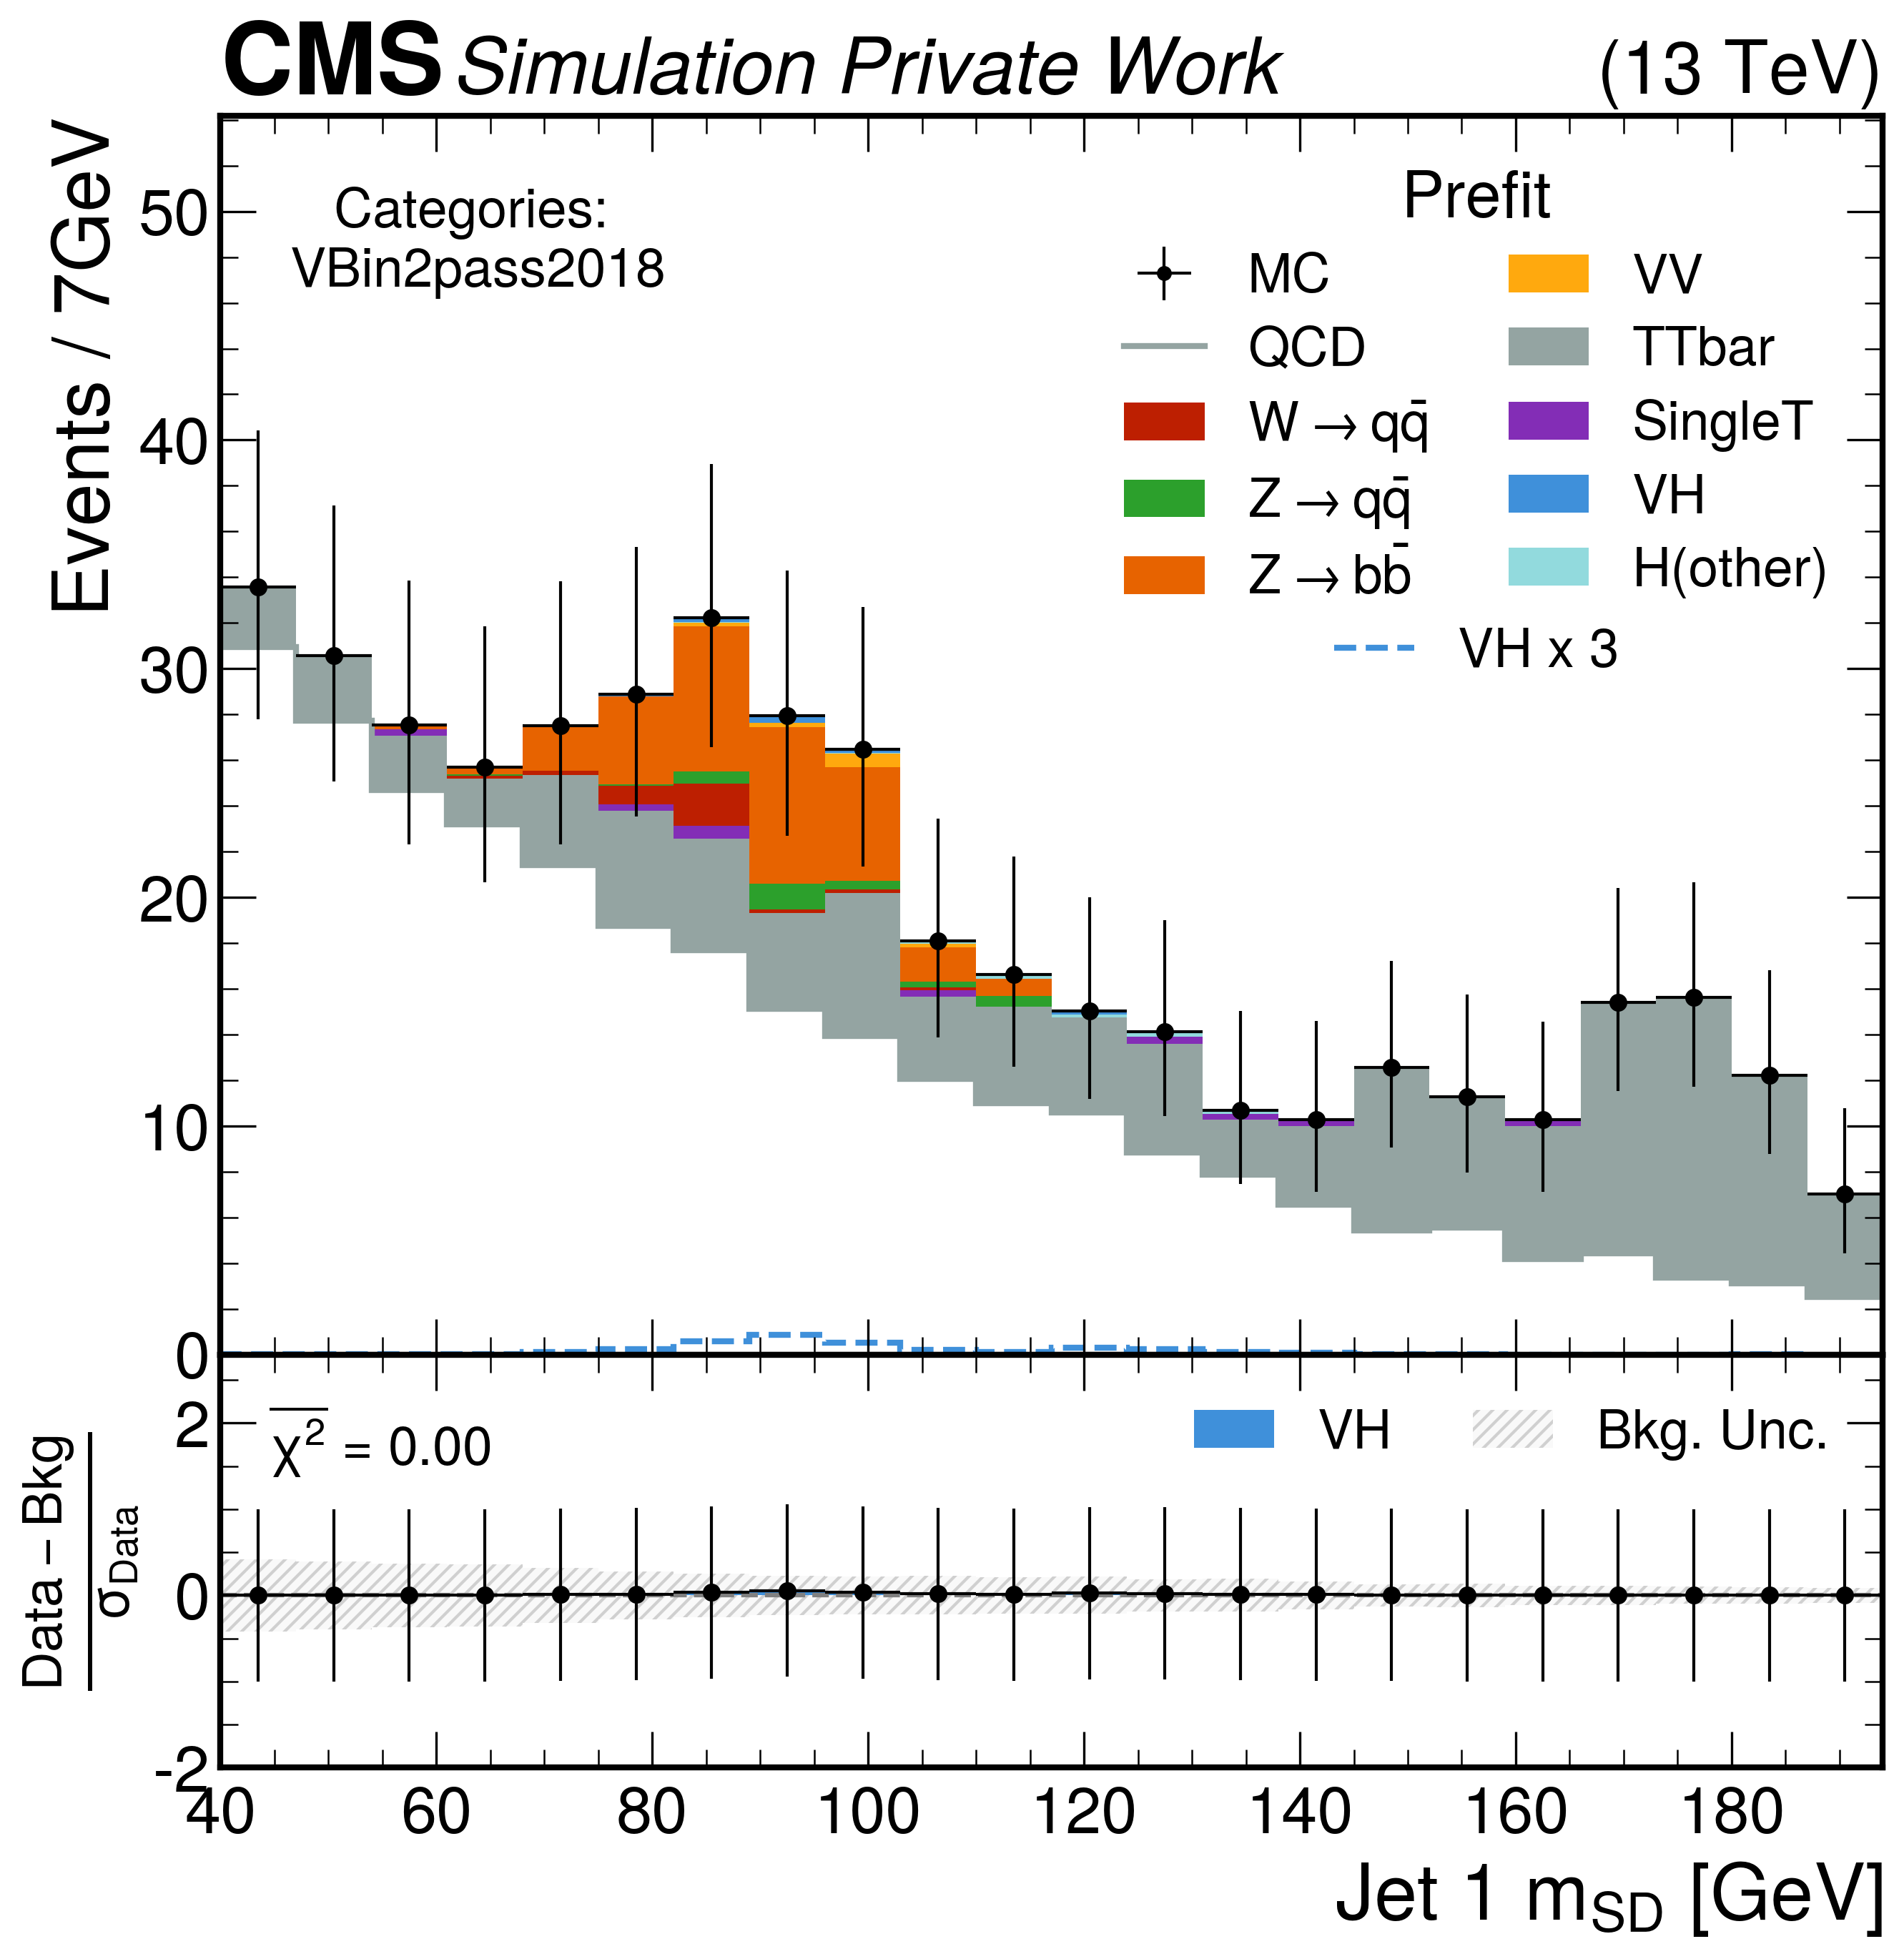 CMS Simulation Private Work (13 TeV)
Events / 7GeV
50
40
30
20
10
0
Categories:
VBin2pass2018
Prefit
MC
QCD
W → qq̄
Z → qq̄
Z → bb̄
VV
TTbar
SingleT
VH
H(other)
VH x 3
Data − Bkg
σData
2
0
-2
χ² = 0.00
VH
Bkg. Unc.
40 60 80 100 120 140 160 180
Jet 1 mSD [GeV]